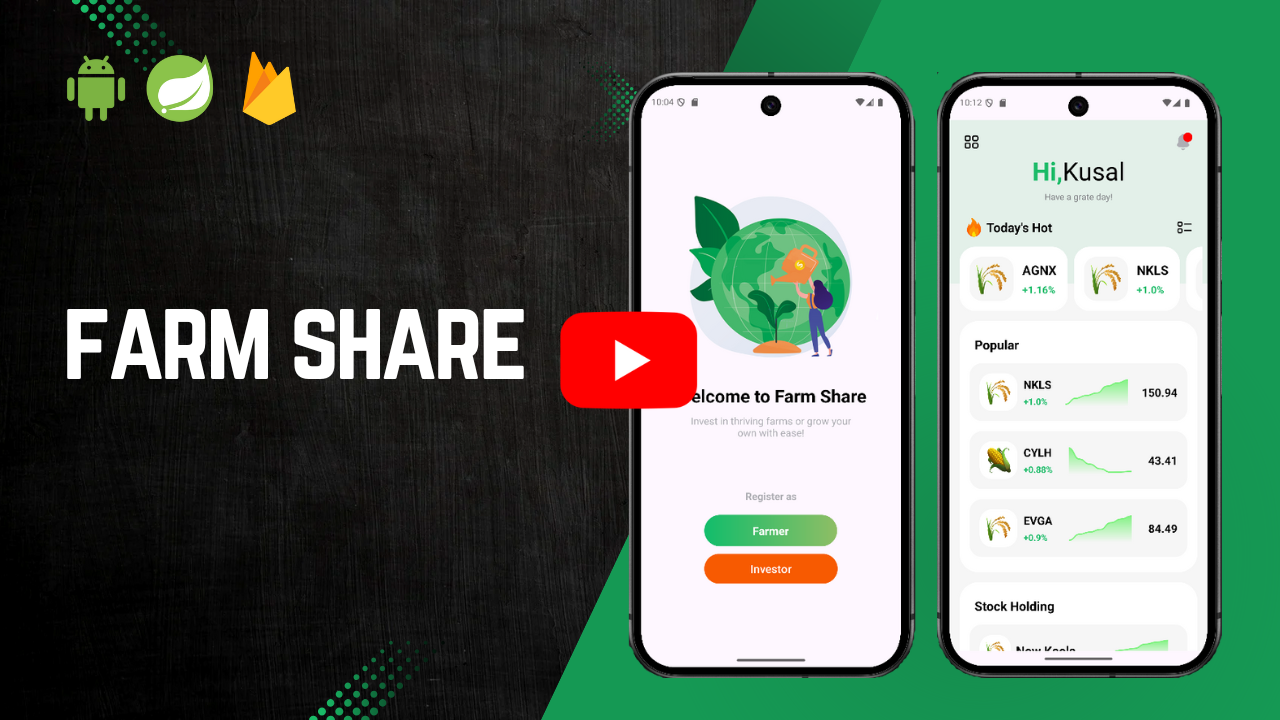 FARM SHARE
10:04
elcome to Farm Share
Invest in thriving farms or grow your
own with ease!
Register as
Farmer
Investor
10:12
Hi,Kusal
Have a grate day!
Today's Hot
AGNX
+1.16%
NKLS
+1.0%
Popular
NKLS
+1.0%
150.94
CYLH
+0.88%
43.41
EVGA
+0.9%
84.49
Stock Holding